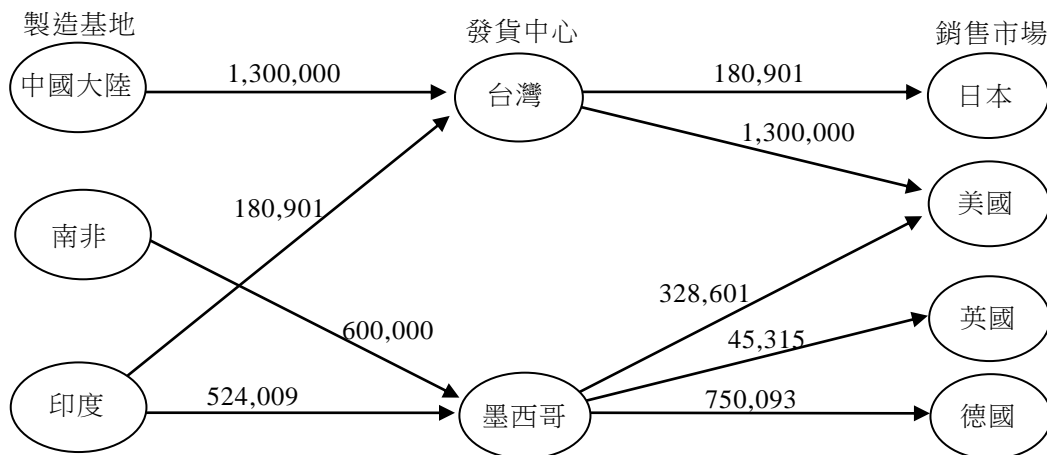 製造基地
發貨中心
銷售市場
中國大陸
1,300,000
台灣
180,901
日本
1,300,000
美國
180,901
南非
328,601
600,000
45,315
英國
印度
524,009
墨西哥
750,093
德國